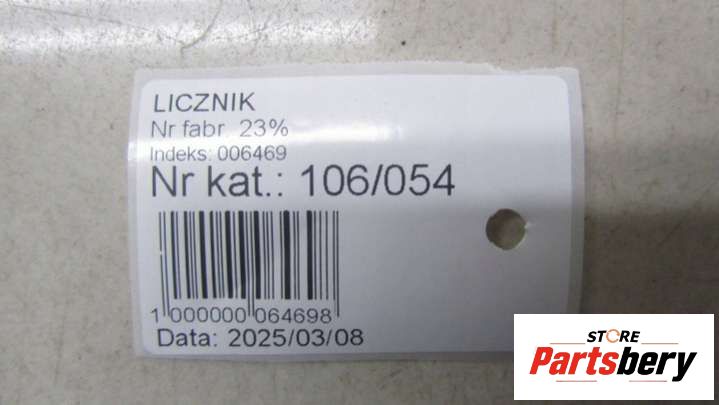 LICZNIK
Nr fabr. 23%
Indeks: 006469
Nr kat.: 106/054
1 000000 064698
Data: 2025/03/08
STORE
Partsbery